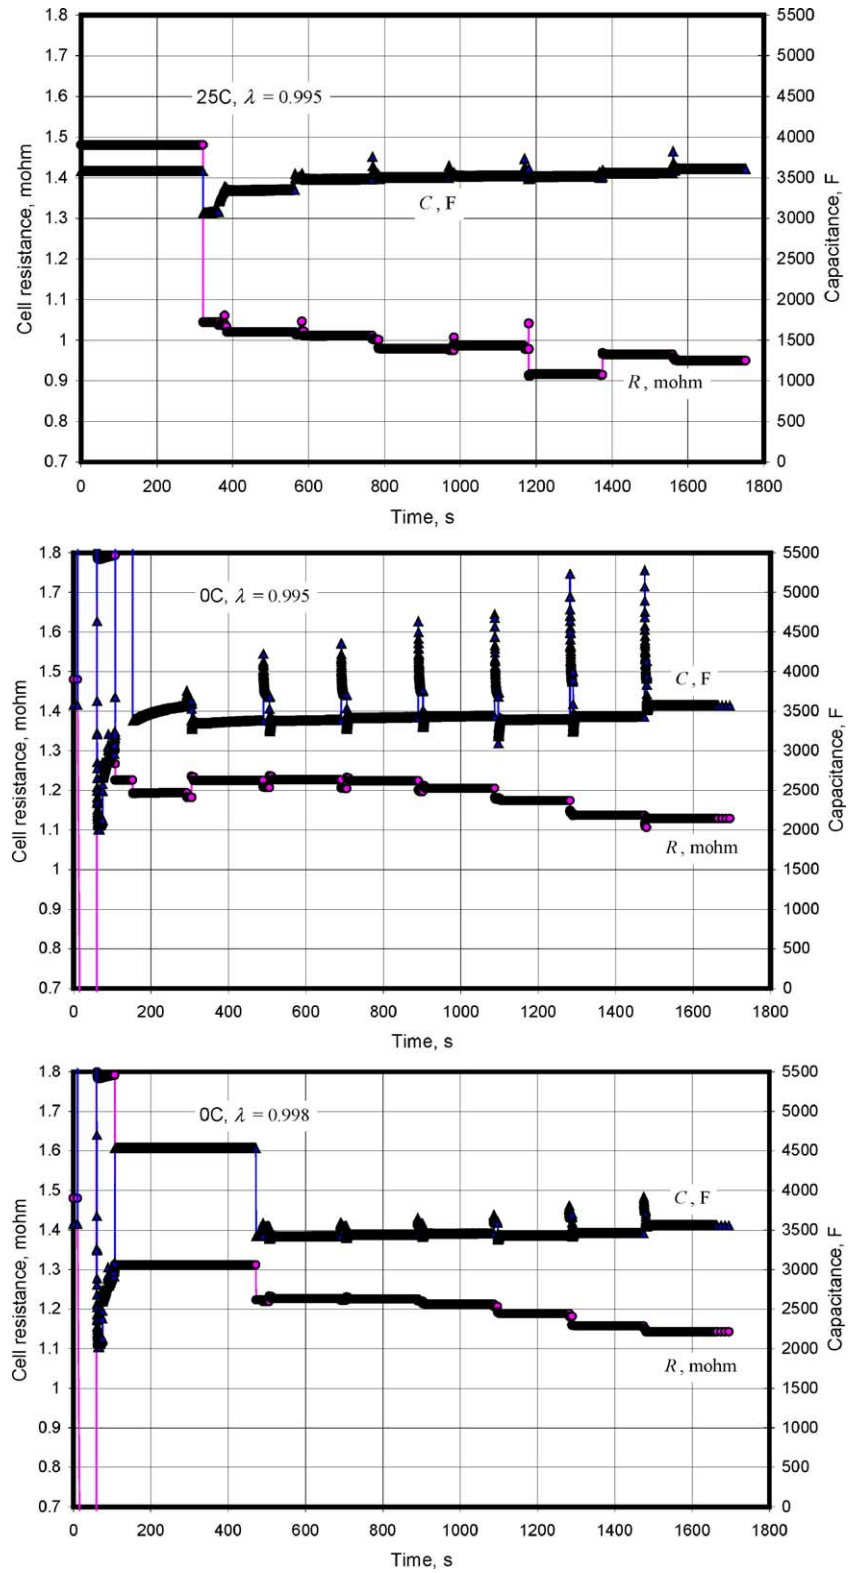 1.8 5500
1.7 5000
1.6 4500
25C, λ = 0.995
1.5 4000
1.4 3500
C, F
1.3 3000
1.2 2500
1.1 2000
1 1500
0.9 1000
R, mohm
0.8 500
0.7 0
0 200 400 600 800 1000 1200 1400 1600 1800
Time, s
Cell resistance, mohm
Capacitance, F
1.8 5500
1.7 5000
0C, λ = 0.995
1.6 4500
1.5 4000
C, F
1.4 3500
1.3 3000
1.2 2500
1.1 2000
R, mohm
1 1500
0.9 1000
0.8 500
0.7 0
0 200 400 600 800 1000 1200 1400 1600 1800
Time, s
Cell resistance, mohm
Capacitance, F
1.8 5500
1.7 5000
0C, λ = 0.998
1.6 4500
1.5 4000
C, F
1.4 3500
1.3 3000
1.2 2500
1.1 2000
R, mohm
1 1500
0.9 1000
0.8 500
0.7 0
0 200 400 600 800 1000 1200 1400 1600 1800
Time, s
Cell resistance, mohm
Capacitance, F